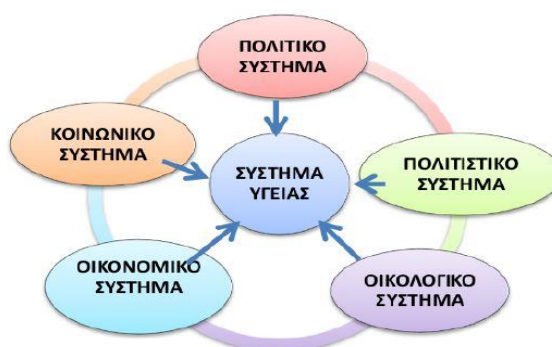 ΠΟΛΙΤΙΚΟ
ΣΥΣΤΗΜΑ
ΚΟΙΝΩΝΙΚΟ
ΣΥΣΤΗΜΑ
ΣΥΣΤΗΜΑ
ΥΓΕΙΑΣ
ΠΟΛΙΤΙΣΤΙΚΟ
ΣΥΣΤΗΜΑ
ΟΙΚΟΝΟΜΙΚΟ
ΣΥΣΤΗΜΑ
ΟΙΚΟΛΟΓΙΚΟ
ΣΥΣΤΗΜΑ